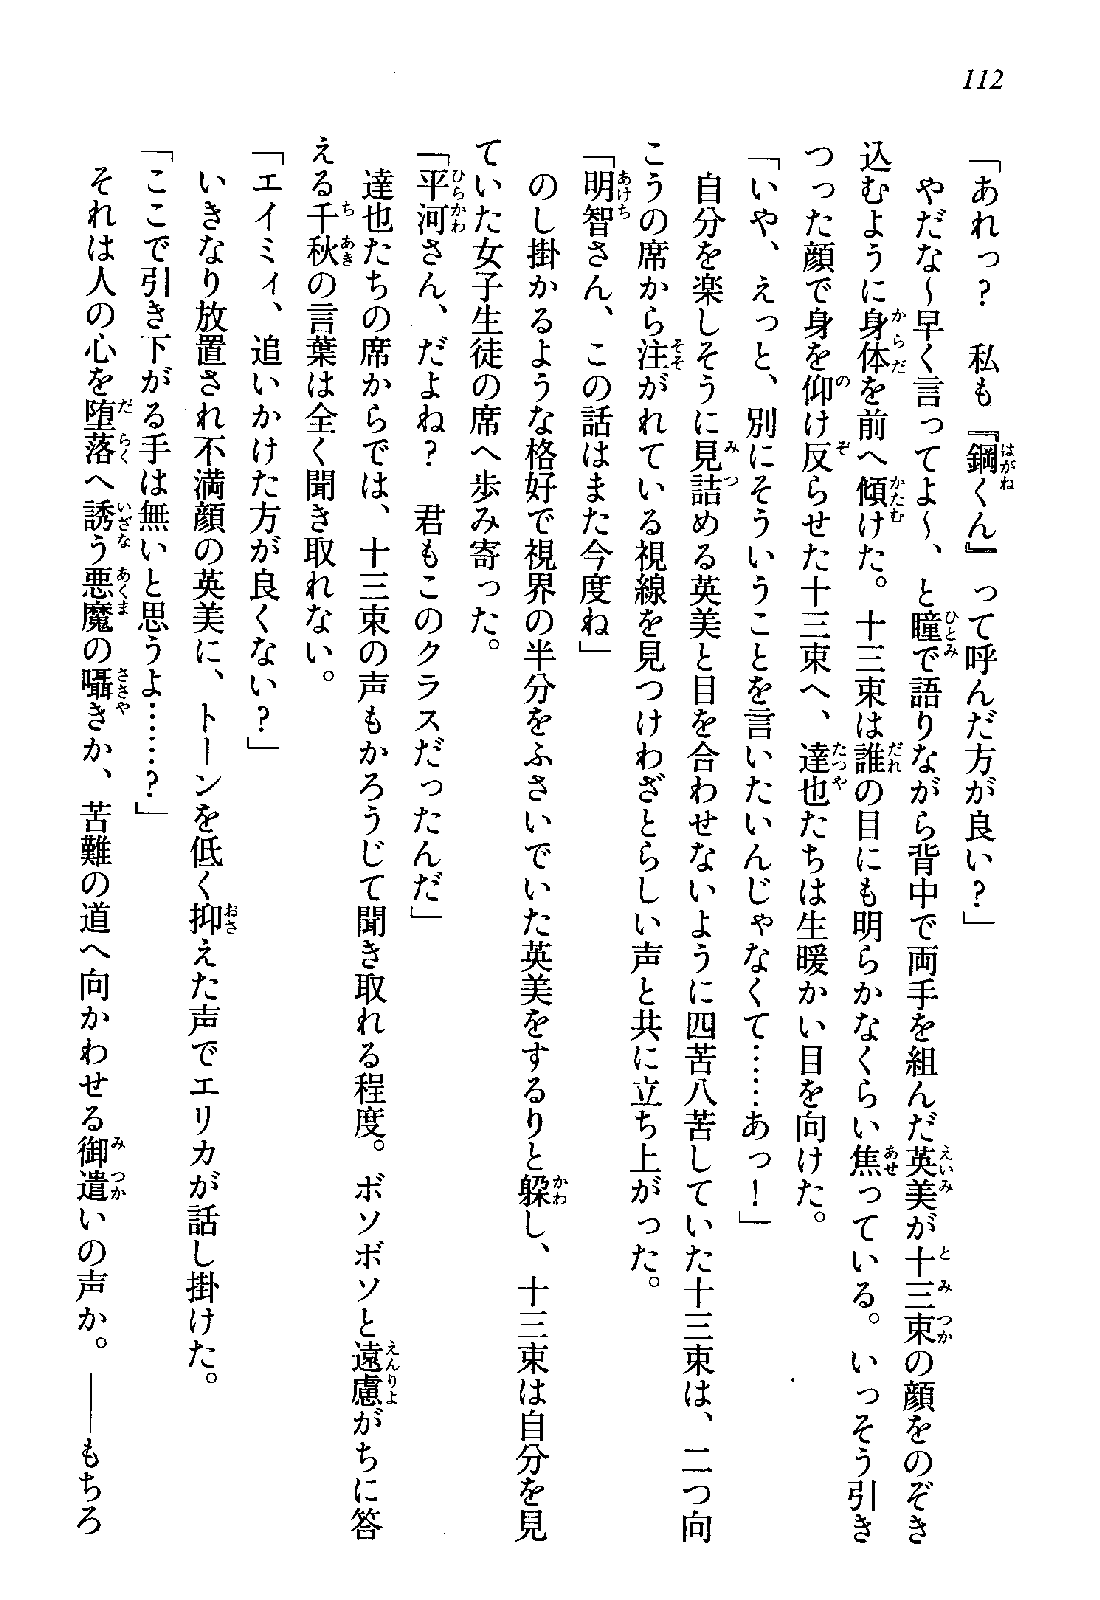 112
「あれっ？　私も『鋼くん』って呼んだ方が良い？」
やだな～早く言ってよ～、と瞳で語りながら背中で両手を組んだ英美が十三束の顔をのぞき
込むように身体を前へ傾けた。十三束は誰の目にも明らかなくらい焦っている。いっそう引き
つった顔で身を仰け反らせた十三束へ、達也たちは生暖かい目を向けた。
「いや、えっと、別にそういうことを言いたいんじゃなくて……あっ！」
自分を楽しそうに見詰める英美と目を合わせないように四苦八苦していた十三束は、二つ向
こうの席から注がれている視線を見つけわざとらしい声と共に立ち上がった。
「明智さん、この話はまた今度ね」
のし掛かるような格好で視界の半分をふさいでいた英美をするりと躱し、十三束は自分を見
ていた女子生徒の席へ歩み寄った。
「平河さん、だよね？　君もこのクラスだったんだ」
達也たちの席からでは、十三束の声もかろうじて聞き取れる程度。ボソボソと遠慮がちに答
える千秋の言葉は全く聞き取れない。
「エイミィ、追いかけた方が良くない？」
いきなり放置され不満顔の英美に、トーンを低く抑えた声でエリカが話し掛けた。
「ここで引き下がる手は無いと思うよ……？」
それは人の心を堕落へ誘う悪魔の囁きか、苦難の道へ向かわせる御遣いの声か。――もちろ